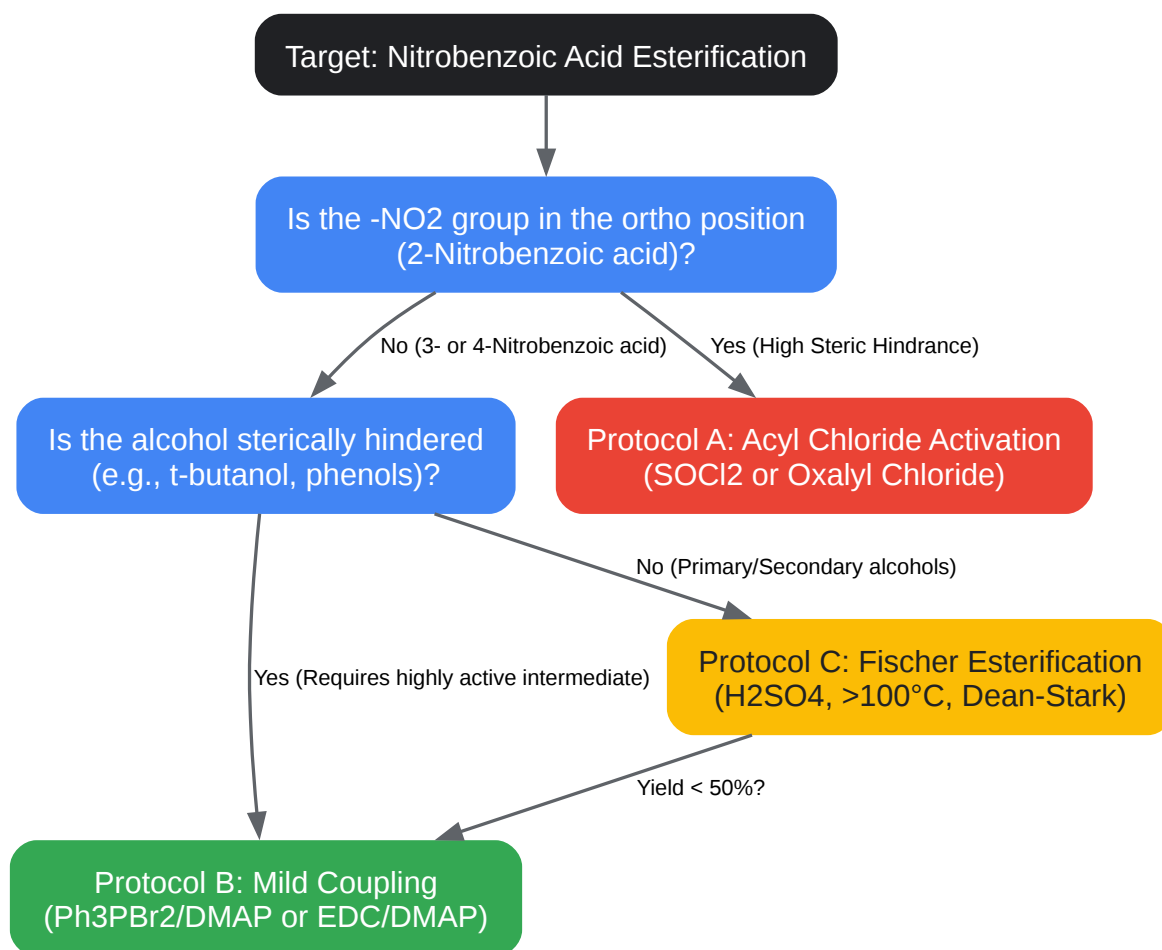 Target: Nitrobenzoic Acid Esterification
Is the -NO2 group in the ortho position
(2-Nitrobenzoic acid)?
No (3- or 4-Nitrobenzoic acid)
Yes (High Steric Hindrance)
Is the alcohol sterically hindered
(e.g., t-butanol, phenols)?
Protocol A: Acyl Chloride Activation
(SOCl2 or Oxalyl Chloride)
No (Primary/Secondary alcohols)
Yes (Requires highly active intermediate)
Protocol C: Fischer Esterification
(H2SO4, >100°C, Dean-Stark)
Yield < 50%?
Protocol B: Mild Coupling
(Ph3PBr2/DMAP or EDC/DMAP)